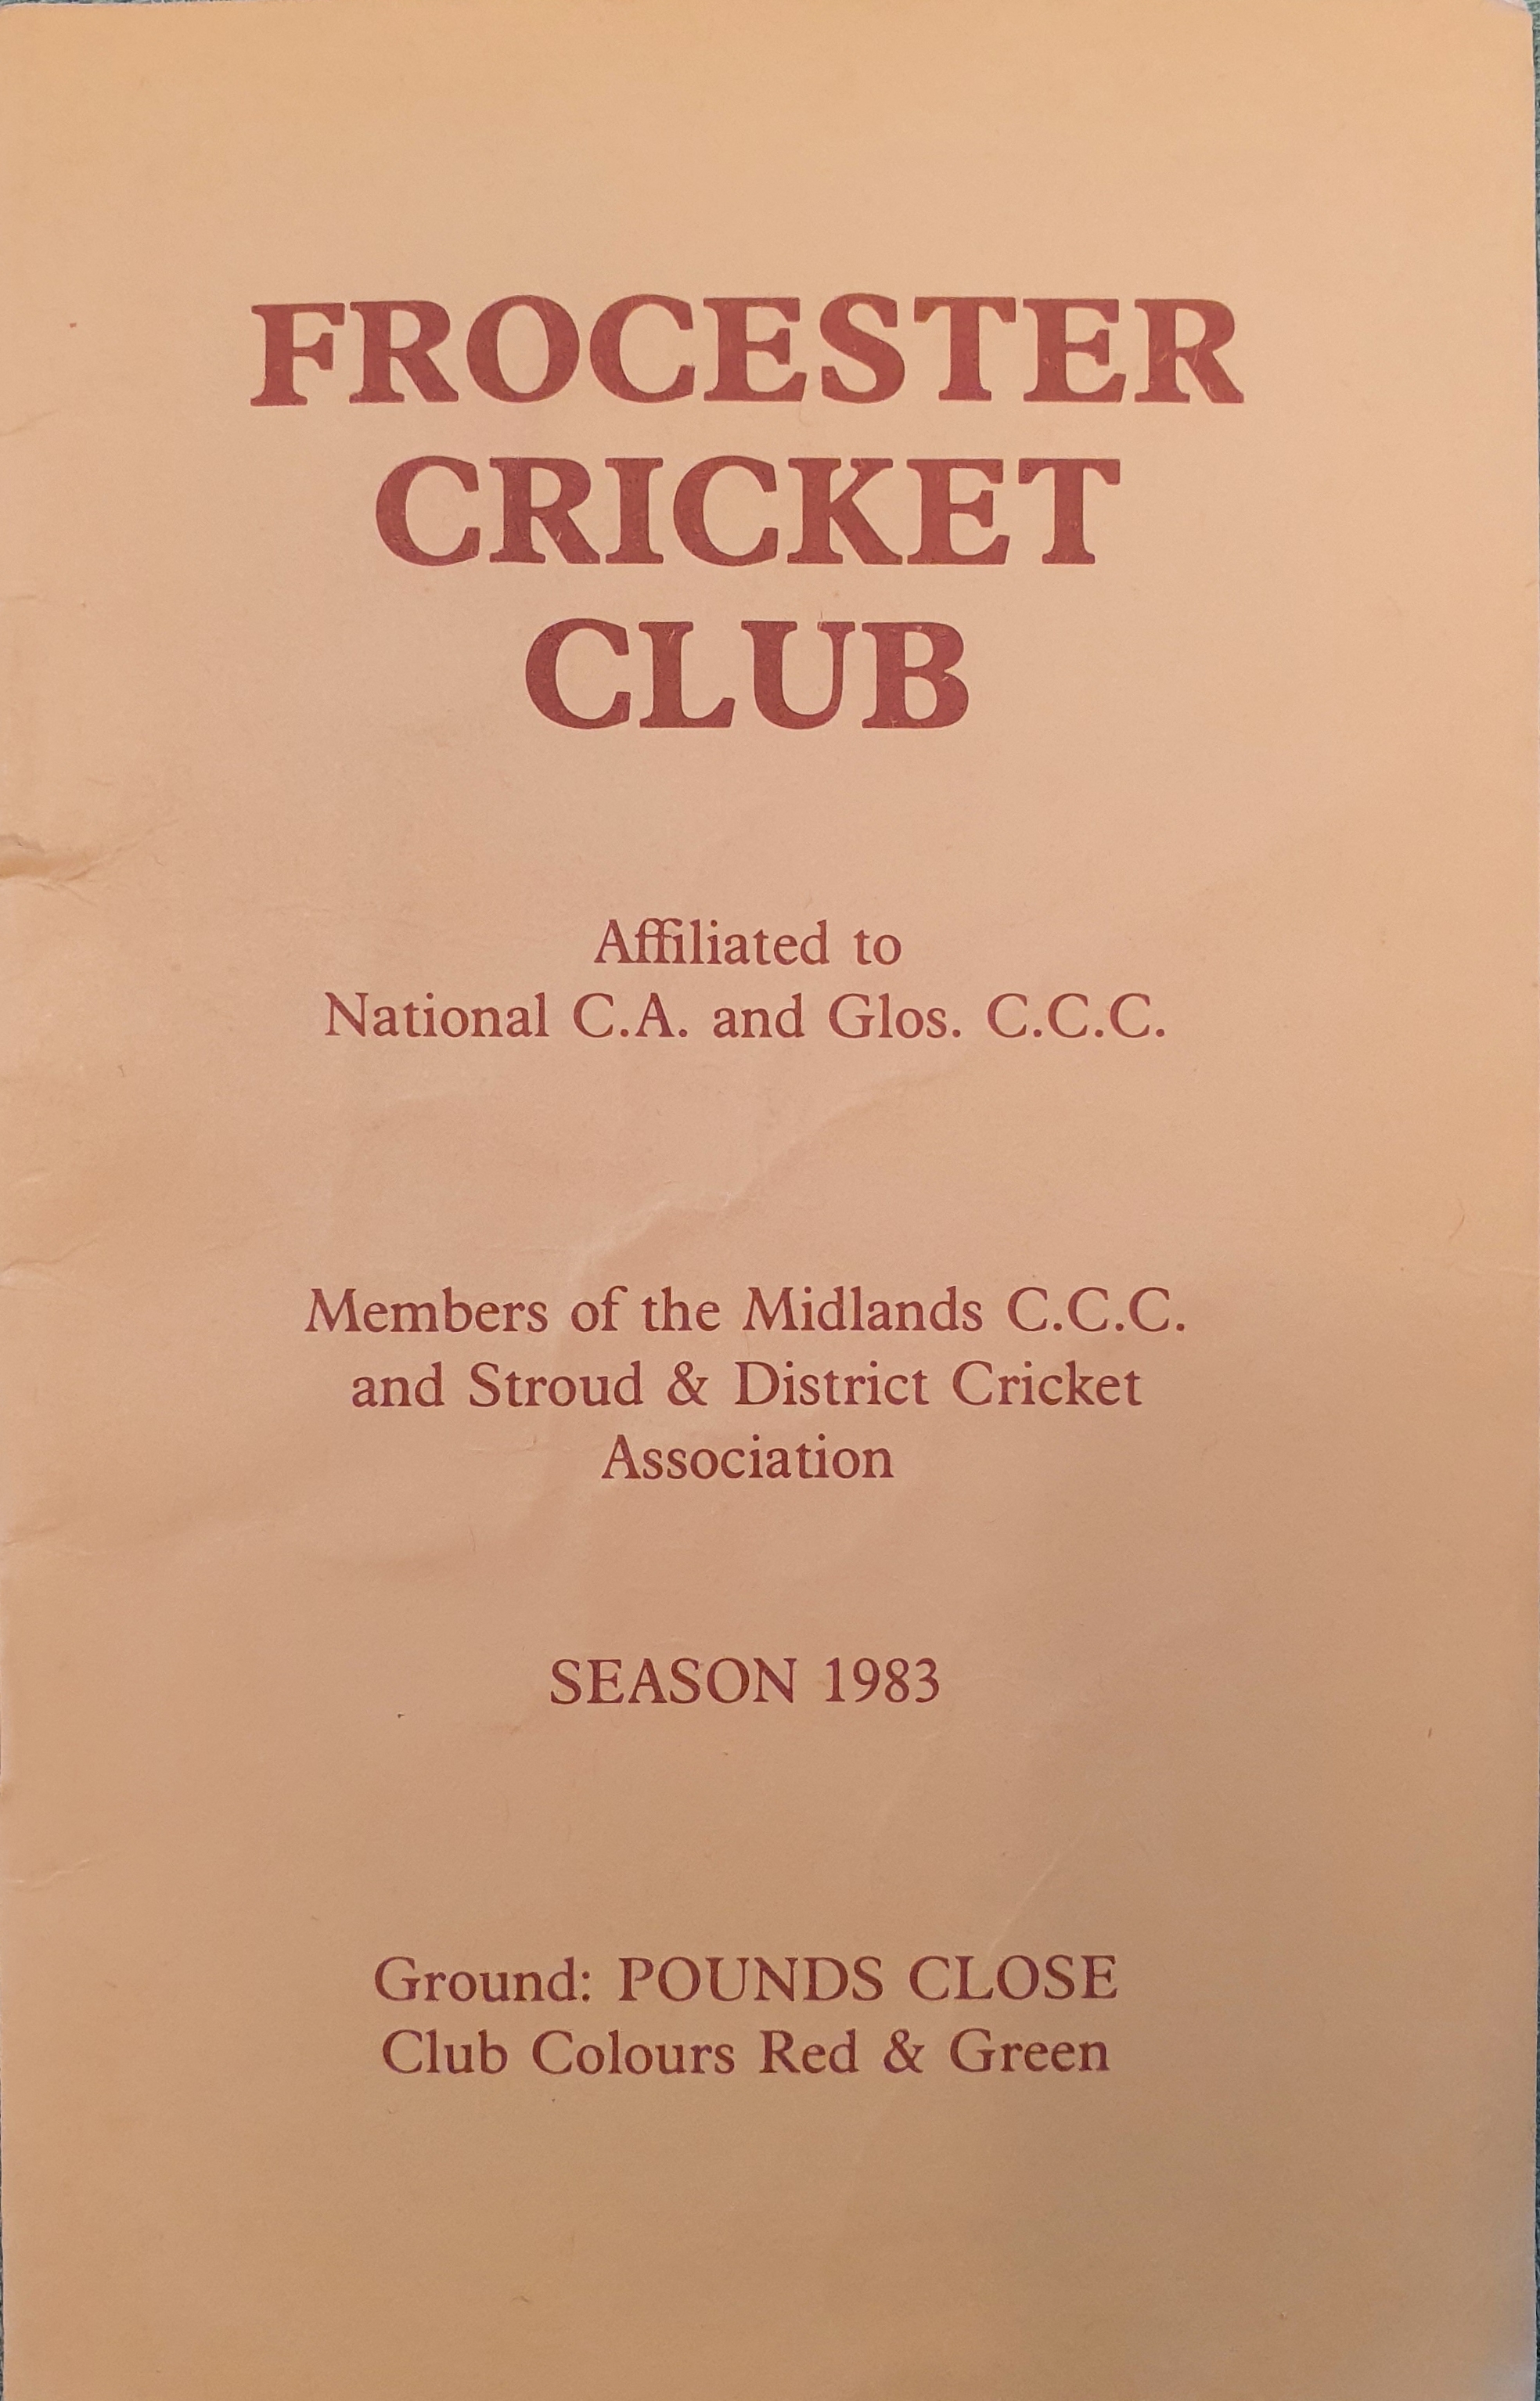 FROCESTER
CRICKET
CLUB
Affiliated to
National C.A. and Glos. C.C.C.
Members of the Midlands C.C.C.
and Stroud & District Cricket
Association
SEASON 1983
Ground: POUNDS CLOSE
Club Colours Red & Green